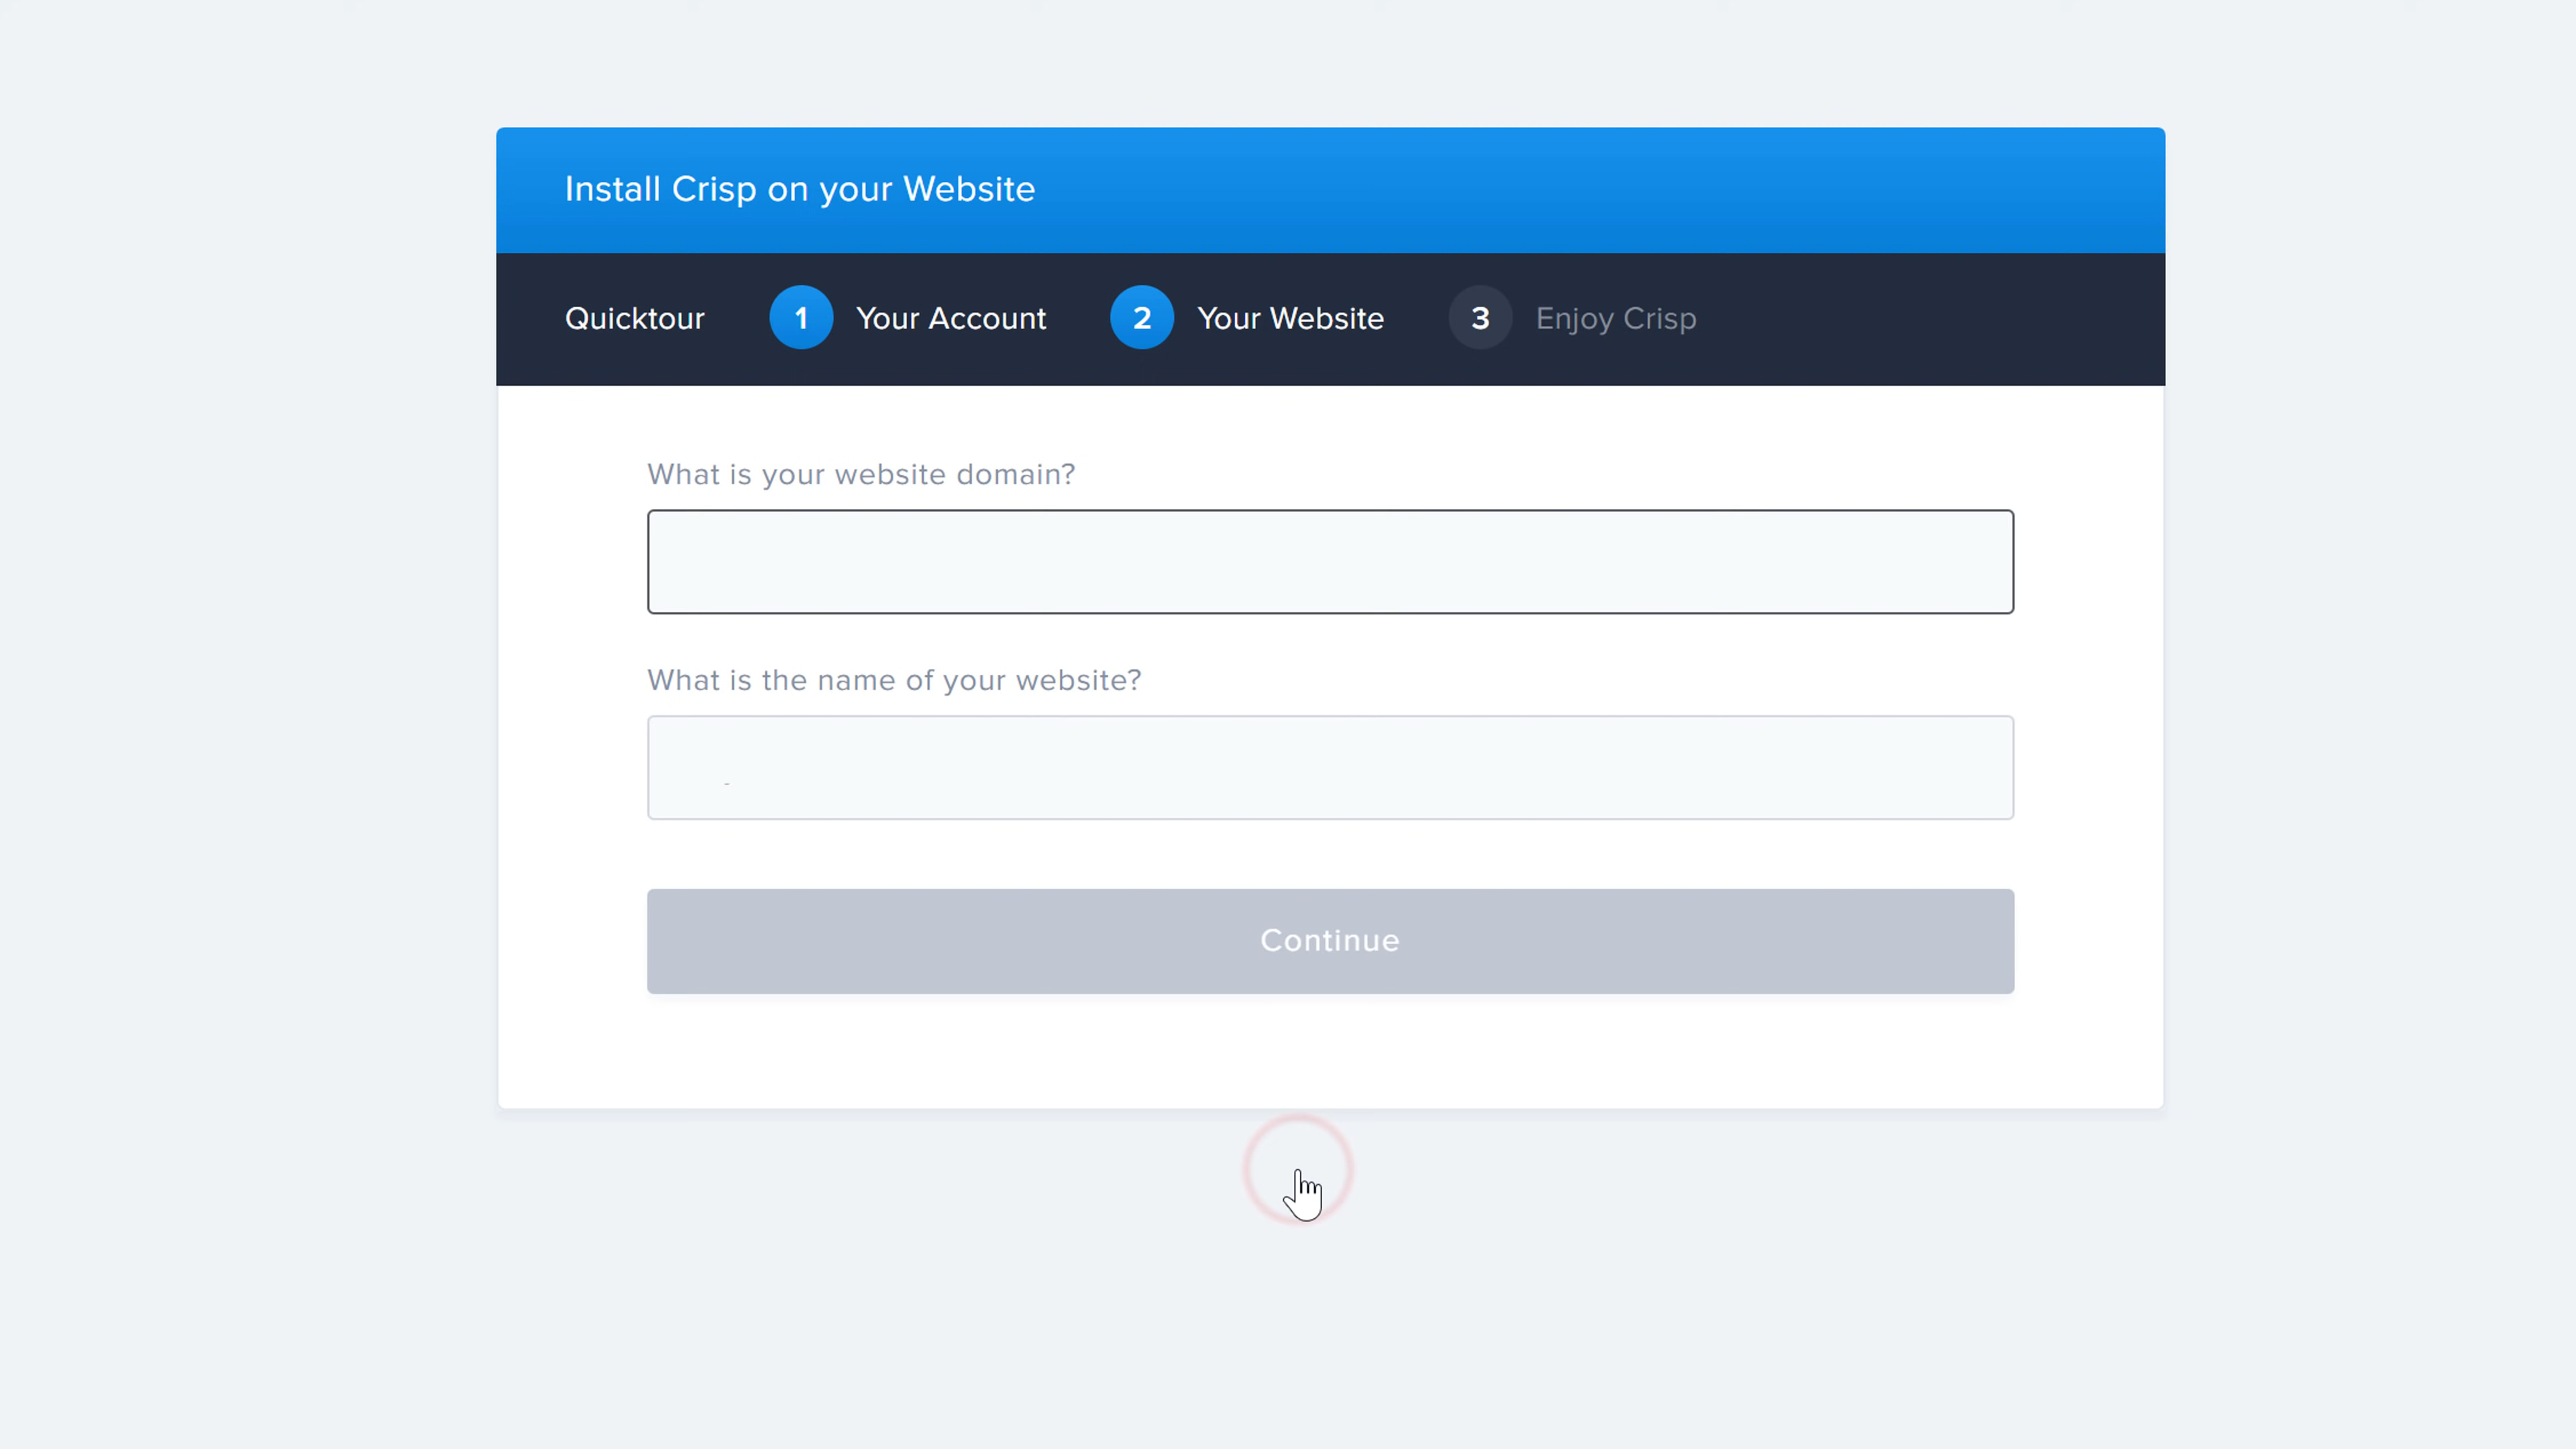 Install Crisp on your Website
Quicktour 1 Your Account 2 Your Website 3 Enjoy Crisp
What is your website domain?
What is the name of your website?
Continue